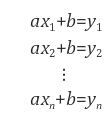 ax₁+b=y₁
ax₂+b=y₂
⋮
axₙ+b=yₙ